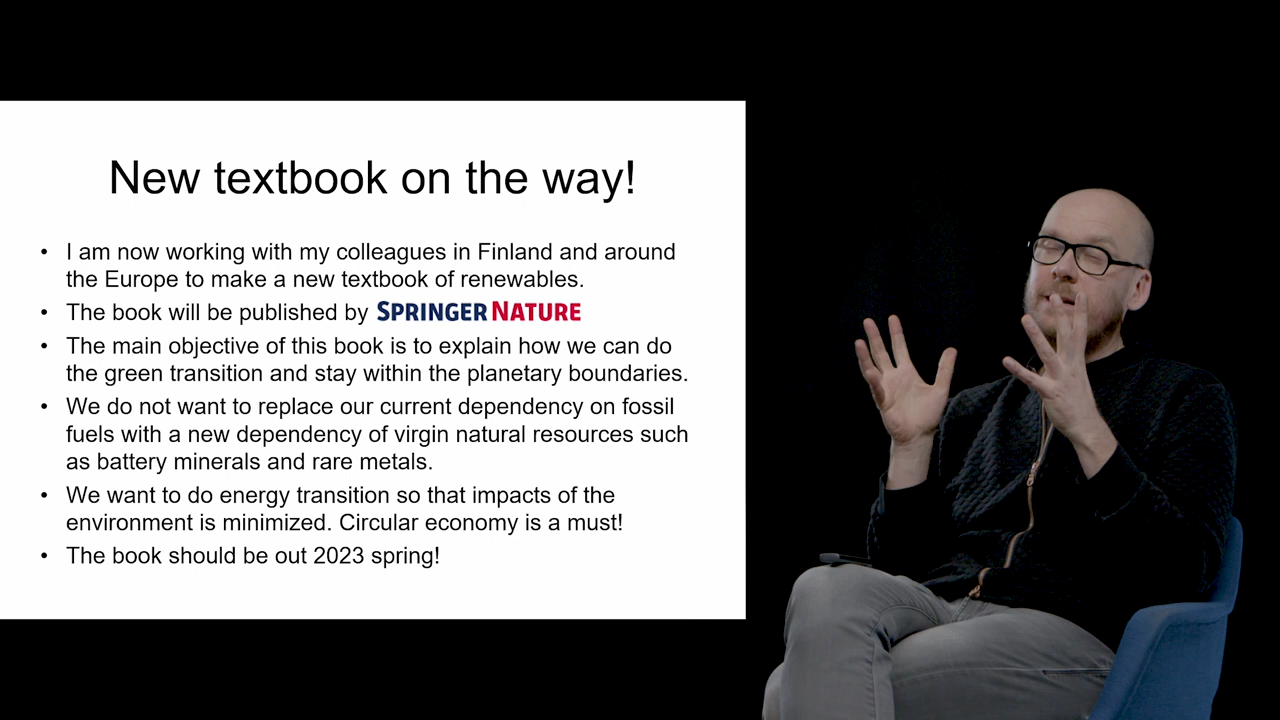 New textbook on the way!
• I am now working with my colleagues in Finland and around
the Europe to make a new textbook of renewables.
• The book will be published by SPRINGER NATURE
• The main objective of this book is to explain how we can do
the green transition and stay within the planetary boundaries.
• We do not want to replace our current dependency on fossil
fuels with a new dependency of virgin natural resources such
as battery minerals and rare metals.
• We want to do energy transition so that impacts of the
environment is minimized. Circular economy is a must!
• The book should be out 2023 spring!